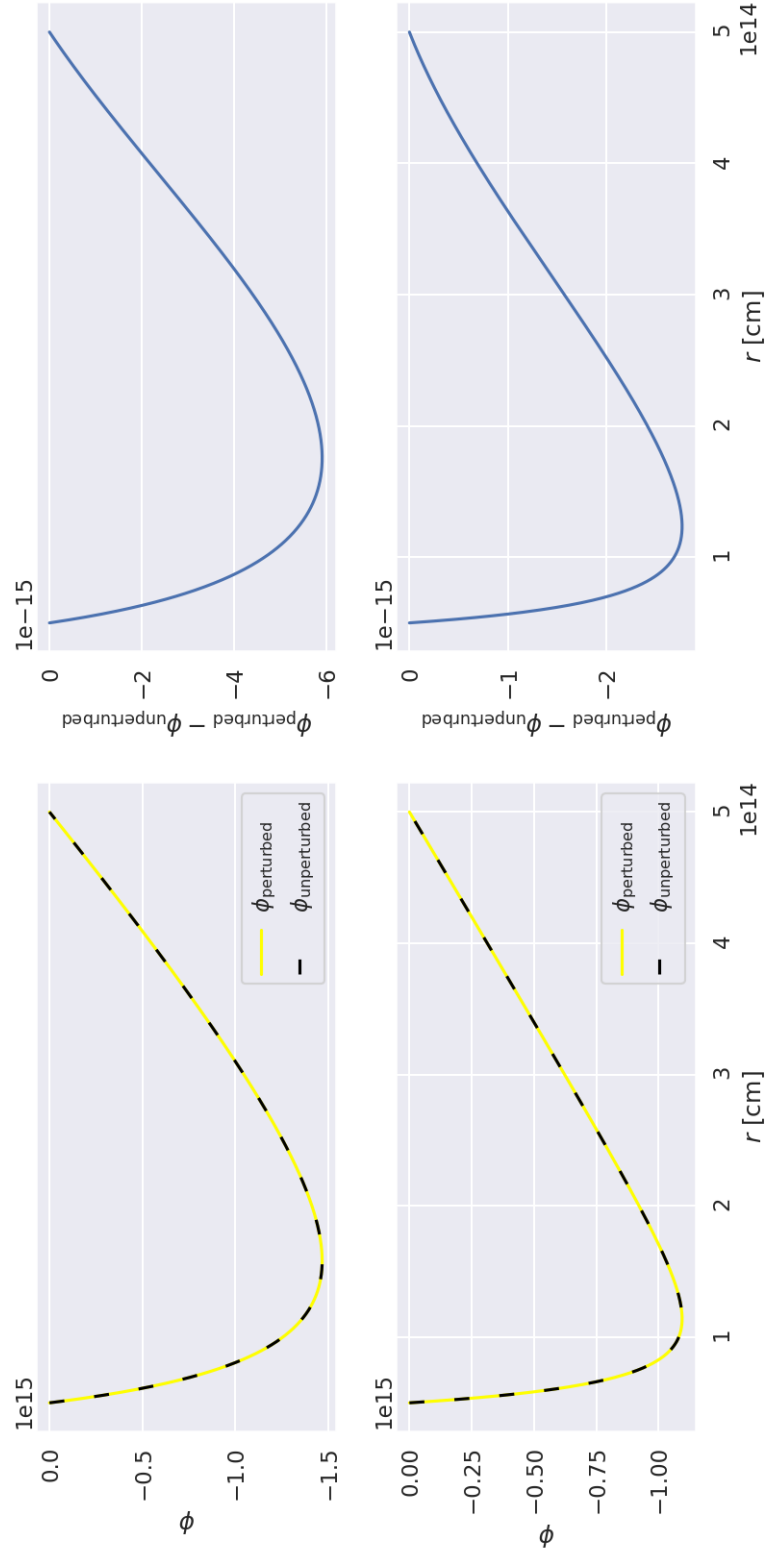 1e15
0.0
−0.5
−1.0
−1.5
ϕ
ϕperturbed
ϕunperturbed
1e−15
0
−2
−4
−6
ϕperturbed − ϕunperturbed
1e15
0.00
−0.25
−0.50
−0.75
−1.00
ϕ
ϕperturbed
ϕunperturbed
1 2 3 4 5
1e14
r [cm]
1e−15
0
−1
−2
ϕperturbed − ϕunperturbed
1 2 3 4 5
1e14
r [cm]